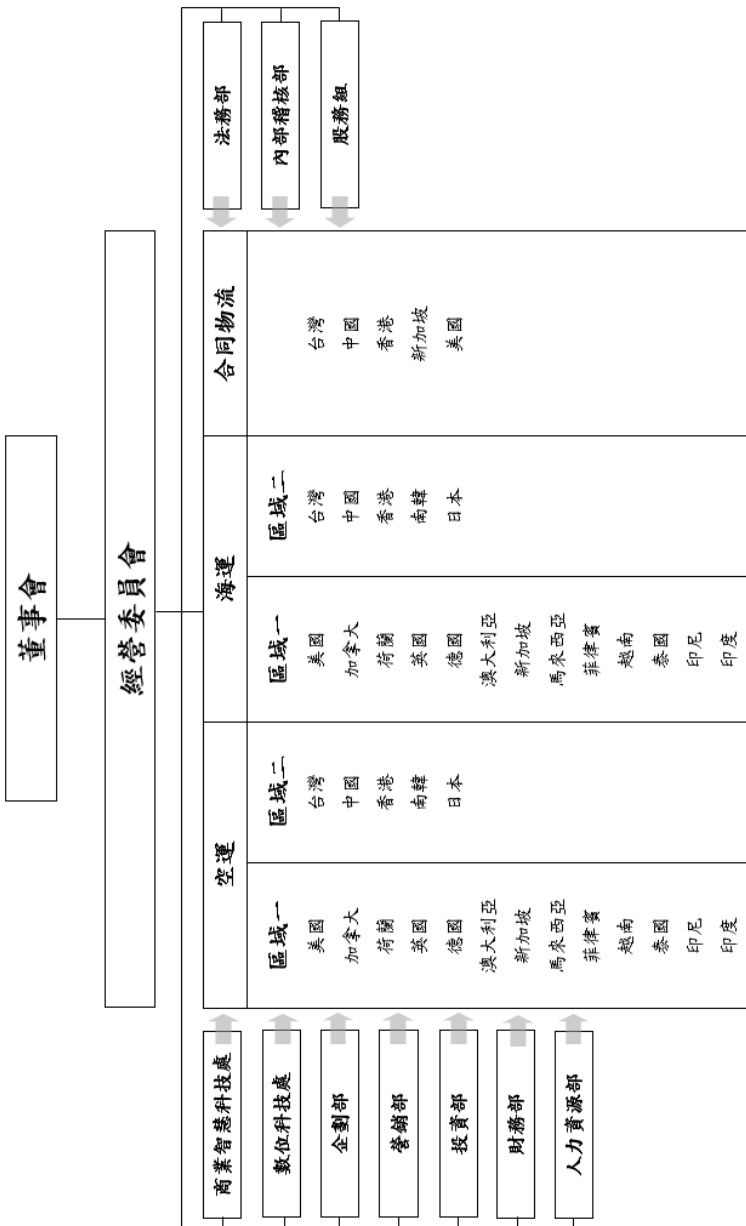 董事會
經營委員會
商業智慧科技處
數位科技處
企劃部
營銷部
投資部
財務部
人力資源部
空運
區域一
美國
加拿大
荷蘭
英國
德國
澳大利亞
新加坡
馬來西亞
菲律賓
越南
泰國
印尼
印度
區域二
台灣
中國
香港
南韓
日本
海運
區域一
美國
加拿大
荷蘭
英國
德國
澳大利亞
新加坡
馬來西亞
菲律賓
越南
泰國
印尼
印度
區域二
台灣
中國
香港
南韓
日本
合同物流
台灣
中國
香港
新加坡
美國
法務部
內部稽核部
股務組